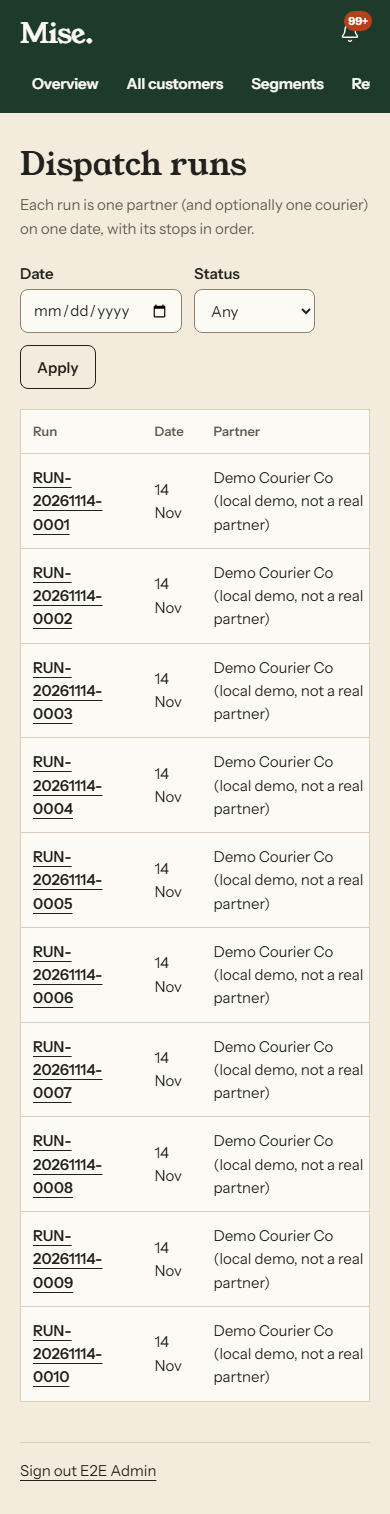 Mise.
99+
Overview All customers Segments Re
Dispatch runs
Each run is one partner (and optionally one courier)
on one date, with its stops in order.
Date Status
mm/dd/yyyy Any
Apply
Run Date Partner
RUN-
20261114-
0001
14
Nov
Demo Courier Co
(local demo, not a real
partner)
RUN-
20261114-
0002
14
Nov
Demo Courier Co
(local demo, not a real
partner)
RUN-
20261114-
0003
14
Nov
Demo Courier Co
(local demo, not a real
partner)
RUN-
20261114-
0004
14
Nov
Demo Courier Co
(local demo, not a real
partner)
RUN-
20261114-
0005
14
Nov
Demo Courier Co
(local demo, not a real
partner)
RUN-
20261114-
0006
14
Nov
Demo Courier Co
(local demo, not a real
partner)
RUN-
20261114-
0007
14
Nov
Demo Courier Co
(local demo, not a real
partner)
RUN-
20261114-
0008
14
Nov
Demo Courier Co
(local demo, not a real
partner)
RUN-
20261114-
0009
14
Nov
Demo Courier Co
(local demo, not a real
partner)
RUN-
20261114-
0010
14
Nov
Demo Courier Co
(local demo, not a real
partner)
Sign out E2E Admin